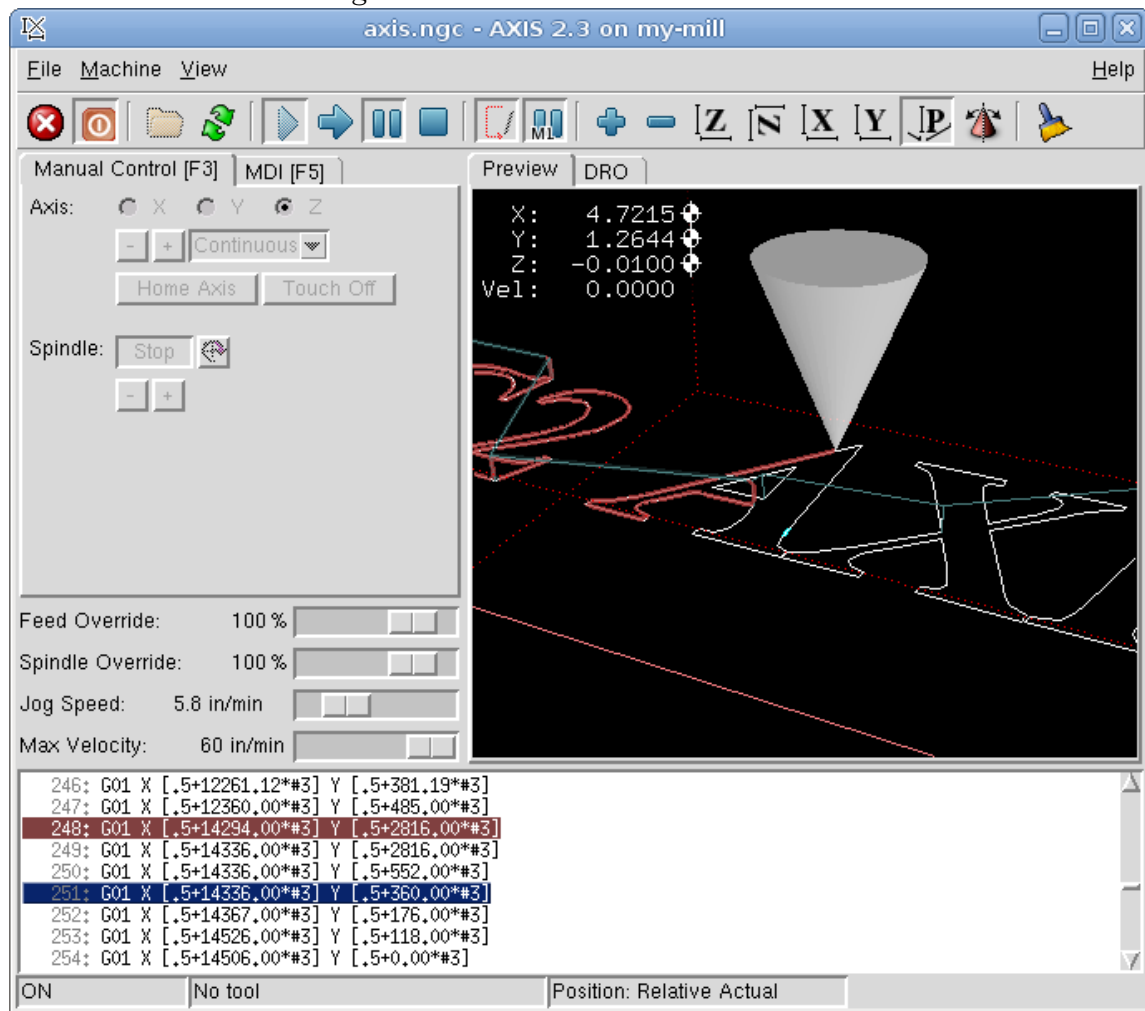 axis.ngc - AXIS 2.3 on my-mill
File Machine View Help
M1 Z N X Y P
Manual Control [F3] MDI [F5] Preview DRO
Axis: X Y Z
- + Continuous
Home Axis Touch Off
Spindle: Stop
- +
X: 4.7215
Y: 1.2644
Z: -0.0100
Vel: 0.0000
Feed Override: 100 %
Spindle Override: 100 %
Jog Speed: 5.8 in/min
Max Velocity: 60 in/min
246: G01 X [.5+12261.12*#3] Y [.5+381.19*#3]
247: G01 X [.5+12360.00*#3] Y [.5+485.00*#3]
248: G01 X [.5+14294.00*#3] Y [.5+2816.00*#3]
249: G01 X [.5+14336.00*#3] Y [.5+2816.00*#3]
250: G01 X [.5+14336.00*#3] Y [.5+552.00*#3]
251: G01 X [.5+14336.00*#3] Y [.5+360.00*#3]
252: G01 X [.5+14367.00*#3] Y [.5+176.00*#3]
253: G01 X [.5+14526.00*#3] Y [.5+118.00*#3]
254: G01 X [.5+14506.00*#3] Y [.5+0.00*#3]
ON No tool Position: Relative Actual